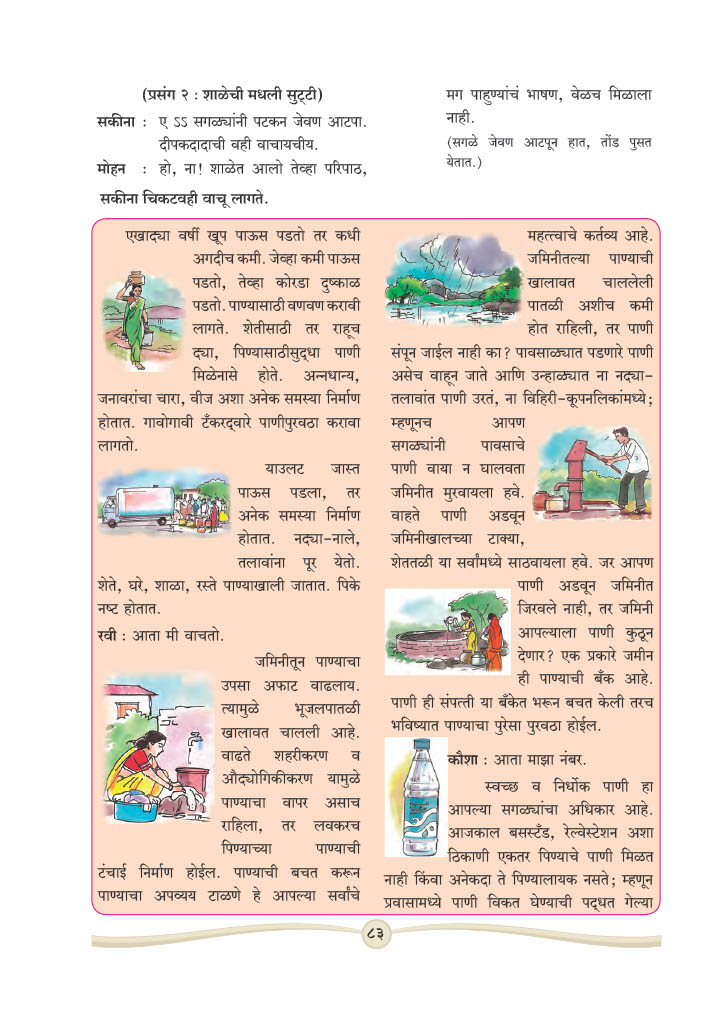 (प्रसंग २ : शाळेची मधली सुट्टी)
सकीना : ए ऽऽ सगळ्यांनी पटकन जेवण आटपा.
दीपकदादाची वही वाचायचीय.
मोहन : हो, ना! शाळेत आलो तेव्हा परिपाठ,
मग पाहुण्यांचं भाषण, वेळच मिळाला
नाही.
(सगळे जेवण आटपून हात, तोंड पुसत
येतात.)
सकीना चिकटवही वाचू लागते.
एखाद्या वर्षी खूप पाऊस पडतो तर कधी
अगदीच कमी. जेव्हा कमी पाऊस
पडतो, तेव्हा कोरडा दुष्काळ
पडतो. पाण्यासाठी वणवण करावी
लागते. शेतीसाठी तर राहूच
द्या, पिण्यासाठीसुद्धा पाणी
मिळेनासे होते. अन्नधान्य,
जनावरांचा चारा, वीज अशा अनेक समस्या निर्माण
होतात. गावोगावी टँकरद्वारे पाणीपुरवठा करावा
लागतो.
याउलट जास्त
पाऊस पडला, तर
अनेक समस्या निर्माण
होतात. नद्या-नाले,
तलावांना पूर येतो.
शेते, घरे, शाळा, रस्ते पाण्याखाली जातात. पिके
नष्ट होतात.
रवी : आता मी वाचतो.
जमिनीतून पाण्याचा
उपसा अफाट वाढलाय.
त्यामुळे भूजलपातळी
खालावत चालली आहे.
वाढते शहरीकरण व
औद्योगिकीकरण यामुळे
पाण्याचा वापर असाच
राहिला, तर लवकरच
पिण्याच्या पाण्याची
टंचाई निर्माण होईल. पाण्याची बचत करून
पाण्याचा अपव्यय टाळणे हे आपल्या सर्वांचे
महत्त्वाचे कर्तव्य आहे.
जमिनीतल्या पाण्याची
खालावत चाललेली
पातळी अशीच कमी
होत राहिली, तर पाणी
संपून जाईल नाही का? पावसाळ्यात पडणारे पाणी
असेच वाहून जाते आणि उन्हाळ्यात ना नद्या-
तलावांत पाणी उरतं, ना विहिरी-कूपनलिकांमध्ये;
म्हणूनच आपण
सगळ्यांनी पावसाचे
पाणी वाया न घालवता
जमिनीत मुरवायला हवे.
वाहते पाणी अडवून
जमिनीखालच्या टाक्या,
शेततळी या सर्वांमध्ये साठवायला हवे. जर आपण
पाणी अडवून जमिनीत
जिरवले नाही, तर जमिनी
आपल्याला पाणी कुठून
देणार? एक प्रकारे जमीन
ही पाण्याची बँक आहे.
पाणी ही संपत्ती या बँकेत भरून बचत केली तरच
भविष्यात पाण्याचा पुरेसा पुरवठा होईल.
कौशा : आता माझा नंबर.
स्वच्छ व निर्धोक पाणी हा
आपल्या सगळ्यांचा अधिकार आहे.
आजकाल बसस्टँड, रेल्वेस्टेशन अशा
ठिकाणी एकतर पिण्याचे पाणी मिळत
नाही किंवा अनेकदा ते पिण्यालायक नसते; म्हणून
प्रवासामध्ये पाणी विकत घेण्याची पद्धत गेल्या
८३